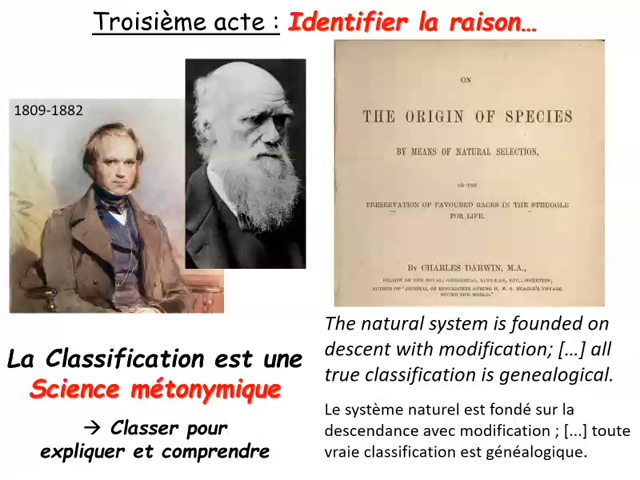 Troisième acte : Identifier la raison…
1809-1882
ON
THE ORIGIN OF SPECIES
BY MEANS OF NATURAL SELECTION,
OR THE
PRESERVATION OF FAVOURED RACES IN THE STRUGGLE
FOR LIFE.
By CHARLES DARWIN, M.A.,
FELLOW OF THE ROYAL, GEOLOGICAL, LINNÆAN, ETC., SOCIETIES;
AUTHOR OF 'JOURNAL OF RESEARCHES DURING H. M. S. BEAGLE'S VOYAGE
ROUND THE WORLD.'
La Classification est une
Science métonymique
→ Classer pour
expliquer et comprendre
The natural system is founded on
descent with modification; […] all
true classification is genealogical.
Le système naturel est fondé sur la
descendance avec modification ; [...] toute
vraie classification est généalogique.